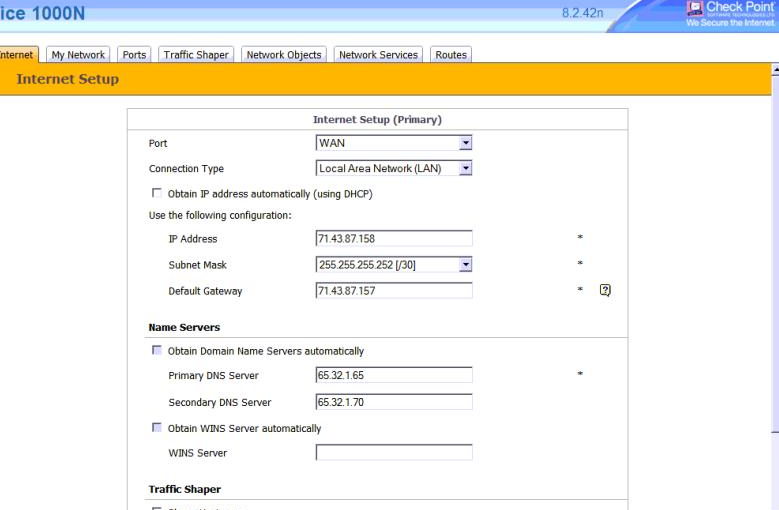 ice 1000N 8.2.42n Check Point
SOFTWARE TECHNOLOGIES LTD.
We Secure the Internet.
Internet My Network Ports Traffic Shaper Network Objects Network Services Routes
Internet Setup
Internet Setup (Primary)
Port WAN
Connection Type Local Area Network (LAN)
Obtain IP address automatically (using DHCP)
Use the following configuration:
IP Address 71.43.87.158 *
Subnet Mask 255.255.255.252 [/30] *
Default Gateway 71.43.87.157 * ?
Name Servers
Obtain Domain Name Servers automatically
Primary DNS Server 65.32.1.65 *
Secondary DNS Server 65.32.1.70
Obtain WINS Server automatically
WINS Server
Traffic Shaper